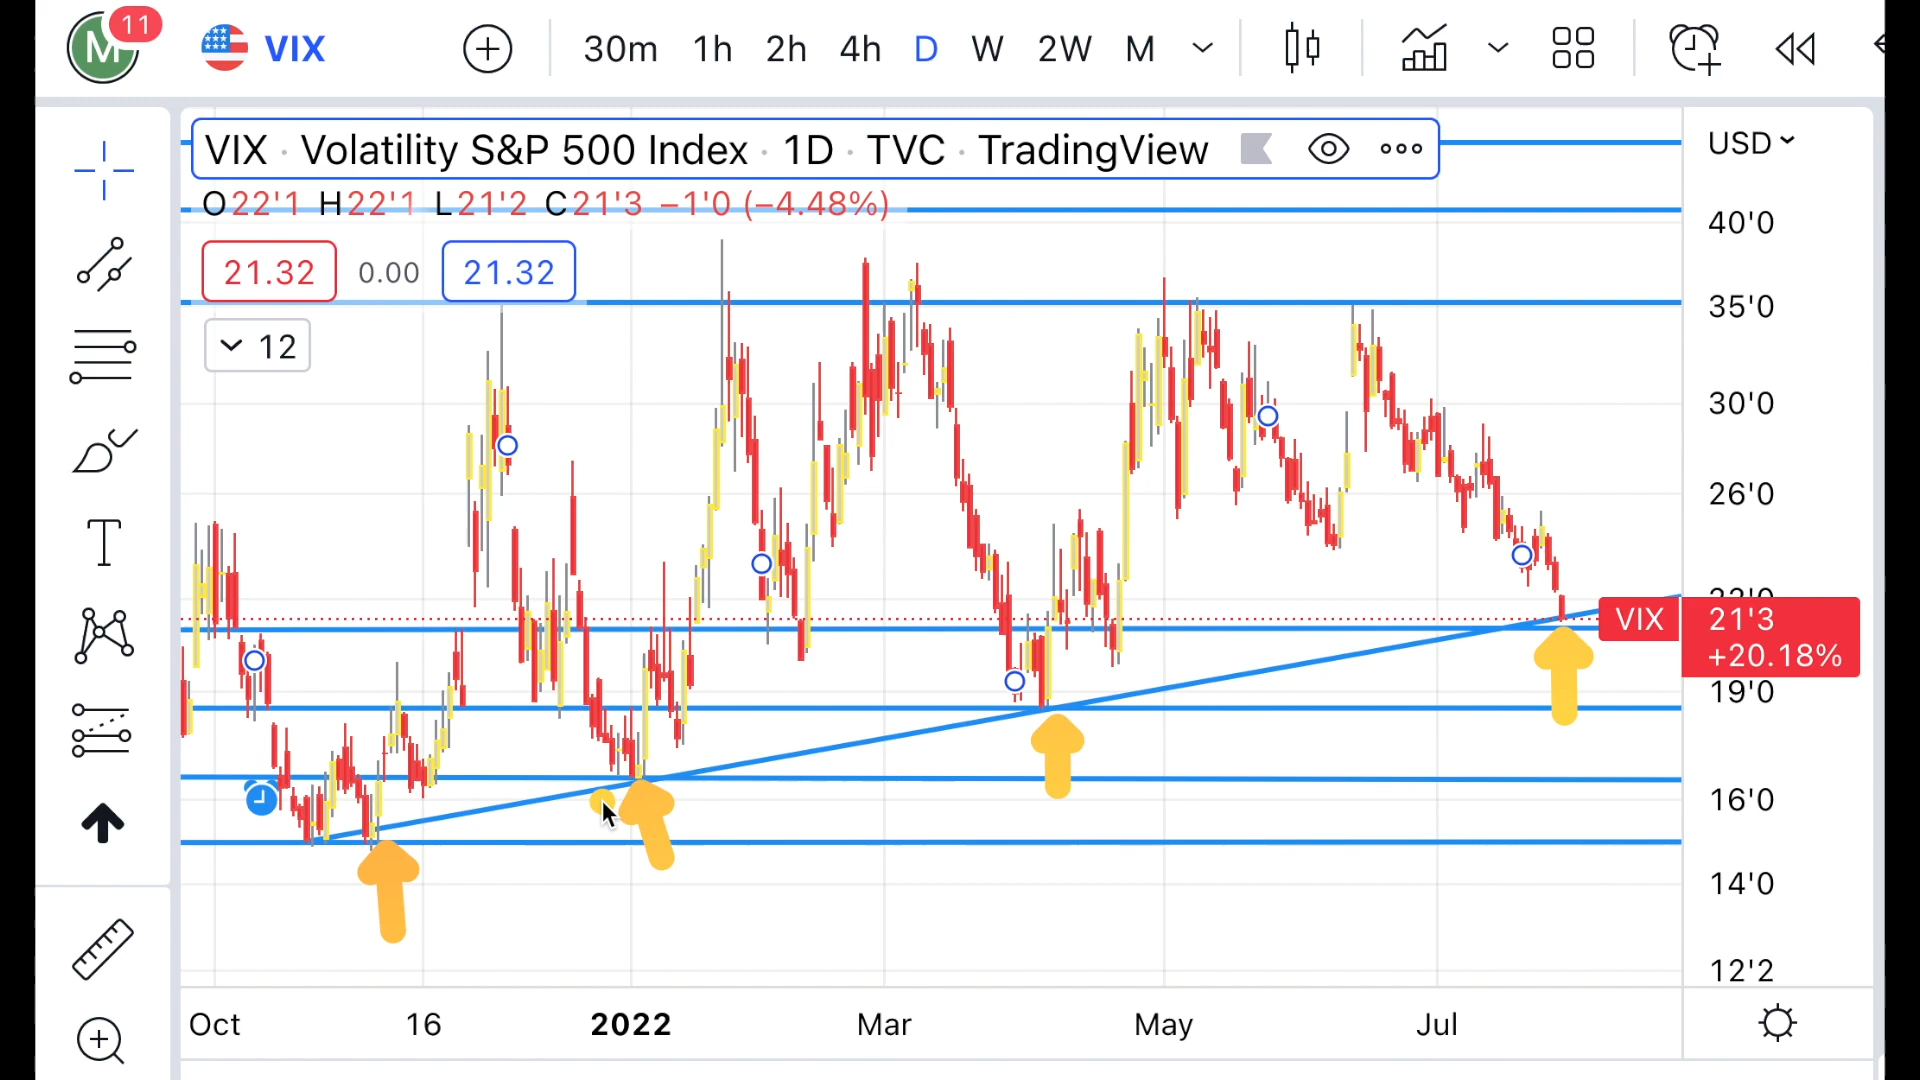 M 11 VIX 30m 1h 2h 4h D W 2W M
VIX · Volatility S&P 500 Index · 1D · TVC · TradingView
USD
O22'1 H22'1 L21'2 C21'3 −1'0 (−4.48%)
40'0
21.32 0.00 21.32
35'0
12
30'0
26'0
22'0
VIX 21'3
+20.18%
19'0
16'0
14'0
12'2
Oct 16 2022 Mar May Jul